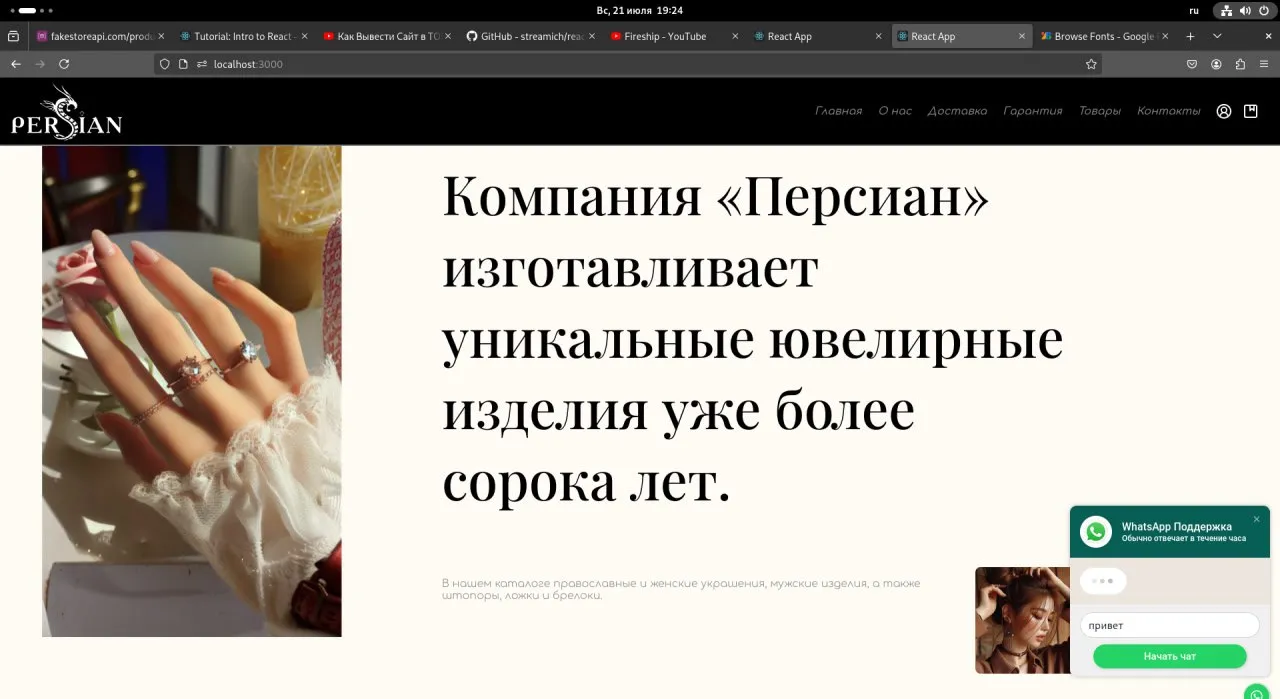 Вс, 21 июля 19:24
ru
fakestoreapi.com/produ
Tutorial: Intro to React -
Как Вывести Сайт в ТО
GitHub - streamich/reac
Fireship - YouTube
React App
React App
Browse Fonts - Google
localhost:3000
PERSIAN
Главная
О нас
Доставка
Гарантия
Товары
Контакты
Компания «Персиан»
изготавливает
уникальные ювелирные
изделия уже более
сорока лет.
В нашем каталоге православные и женские украшения, мужские изделия, а также
штопоры, ложки и брелоки.
WhatsApp Поддержка
Обычно отвечает в течение часа
привет
Начать чат